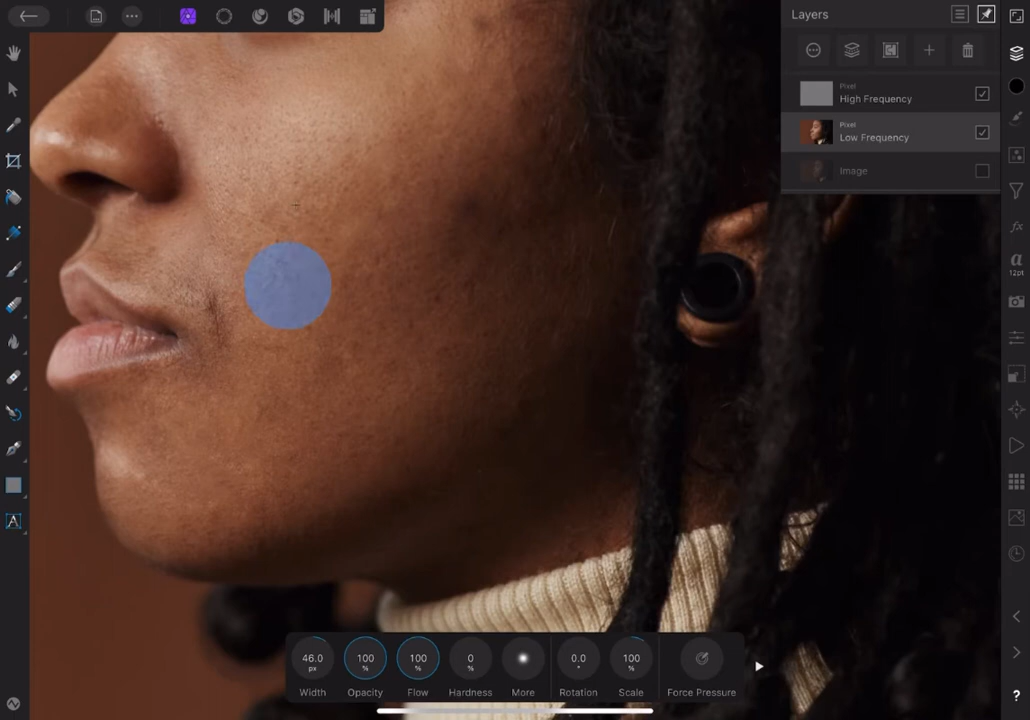 Layers
Pixel
High Frequency
Pixel
Low Frequency
Image
a
12pt
A
46.0
px
100
%
100
%
0
%
0.0
°
100
%
Width
Opacity
Flow
Hardness
More
Rotation
Scale
Force Pressure
?